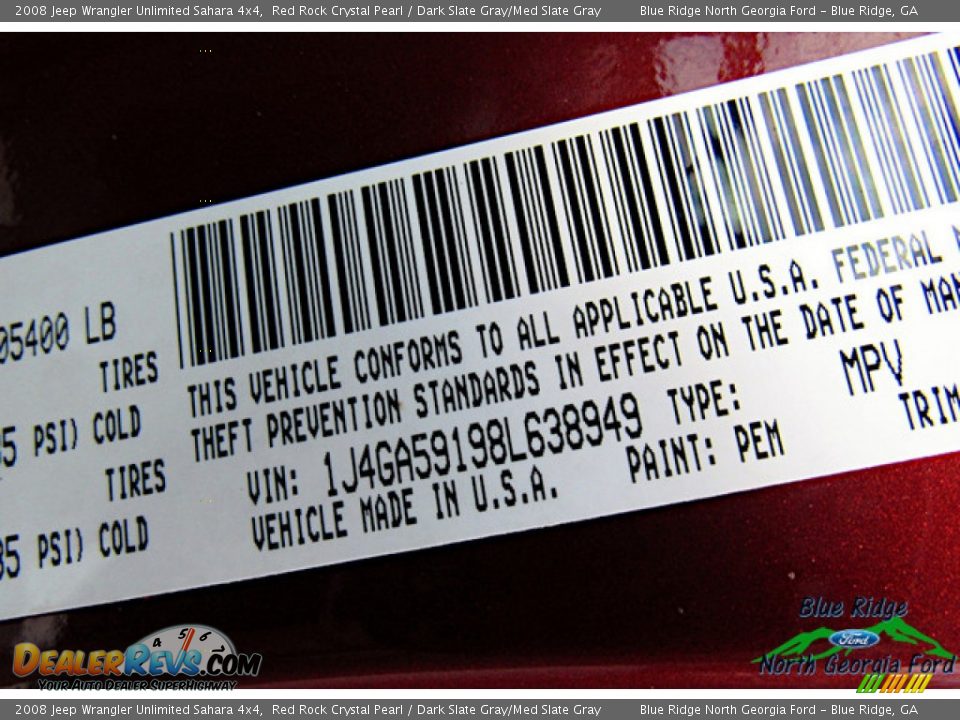 2008 Jeep Wrangler Unlimited Sahara 4x4, Red Rock Crystal Pearl / Dark Slate Gray/Med Slate Gray Blue Ridge North Georgia Ford - Blue Ridge, GA
05400 LB
TIRES
35 PSI) COLD
TIRES
35 PSI) COLD
THIS VEHICLE CONFORMS TO ALL APPLICABLE U.S.A. FEDERAL
THEFT PREVENTION STANDARDS IN EFFECT ON THE DATE OF MAN
VIN: 1J4GA59198L638949 TYPE: MPV
VEHICLE MADE IN U.S.A. PAINT: PEM TRIM
DEALERREVS.COM
YOUR AUTO DEALER SUPERHIGHWAY
4 5 6 7
Blue Ridge
Ford
North Georgia Ford
2008 Jeep Wrangler Unlimited Sahara 4x4, Red Rock Crystal Pearl / Dark Slate Gray/Med Slate Gray Blue Ridge North Georgia Ford - Blue Ridge, GA